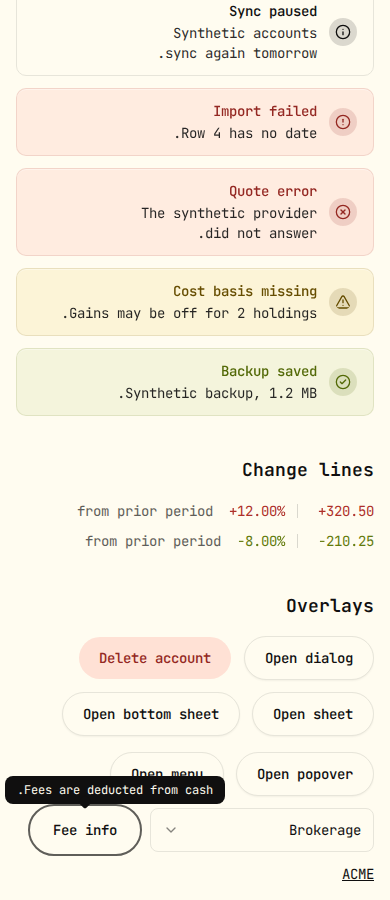 Sync paused
Synthetic accounts
.sync again tomorrow
Import failed
.Row 4 has no date
Quote error
The synthetic provider
.did not answer
Cost basis missing
.Gains may be off for 2 holdings
Backup saved
.Synthetic backup, 1.2 MB
Change lines
from prior period +12.00% +320.50
from prior period -8.00% -210.25
Overlays
Delete account Open dialog
Open bottom sheet Open sheet
Open menu Open popover
.Fees are deducted from cash
Fee info Brokerage
ACME